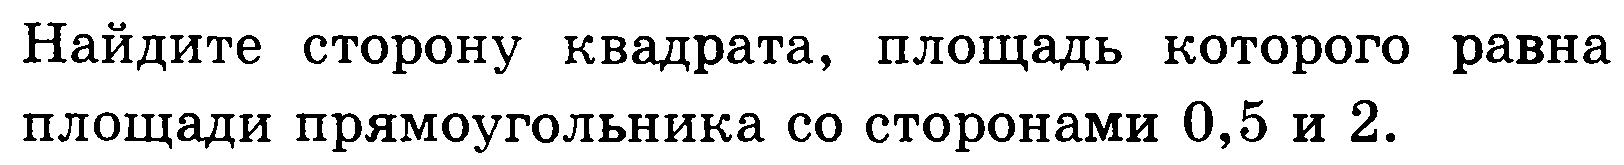 Найдите сторону квадрата, площадь которого равна
площади прямоугольника со сторонами 0,5 и 2.